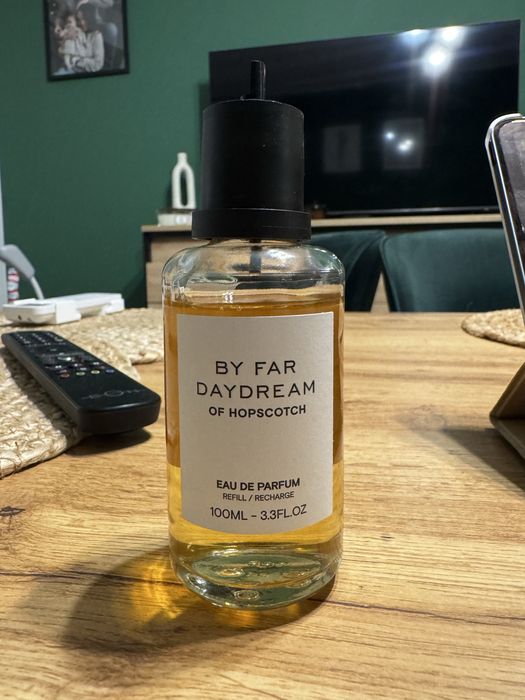 BY FAR
DAYDREAM
OF HOPSCOTCH
EAU DE PARFUM
REFILL / RECHARGE
100ML - 3.3FL.OZ